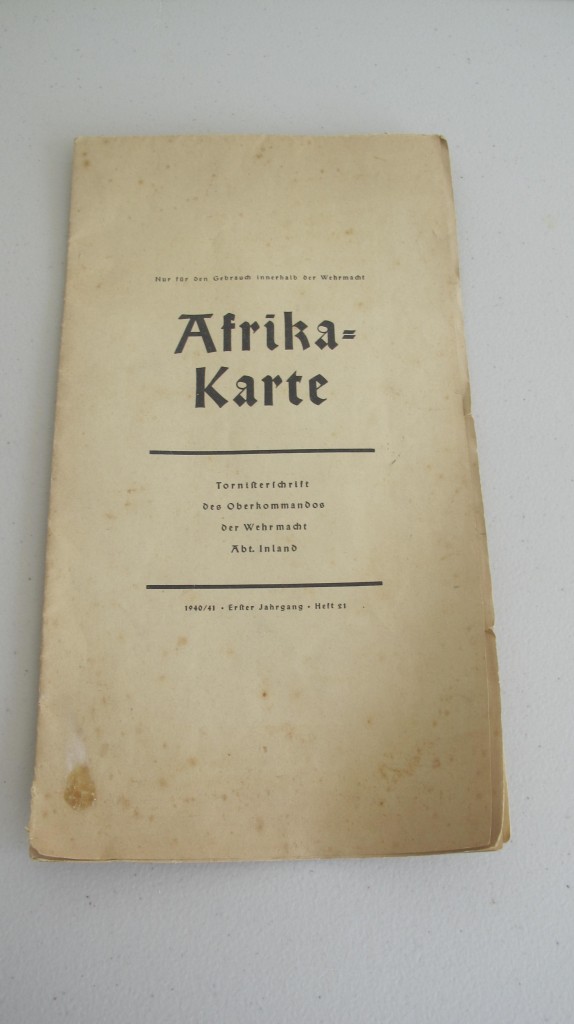 Nur für den Gebrauch innerhalb der Wehrmacht
Afrika=
Karte
Tornisterschrift
des Oberkommandos
der Wehrmacht
Abt. Inland
1940/41 • Erster Jahrgang • Heft 21